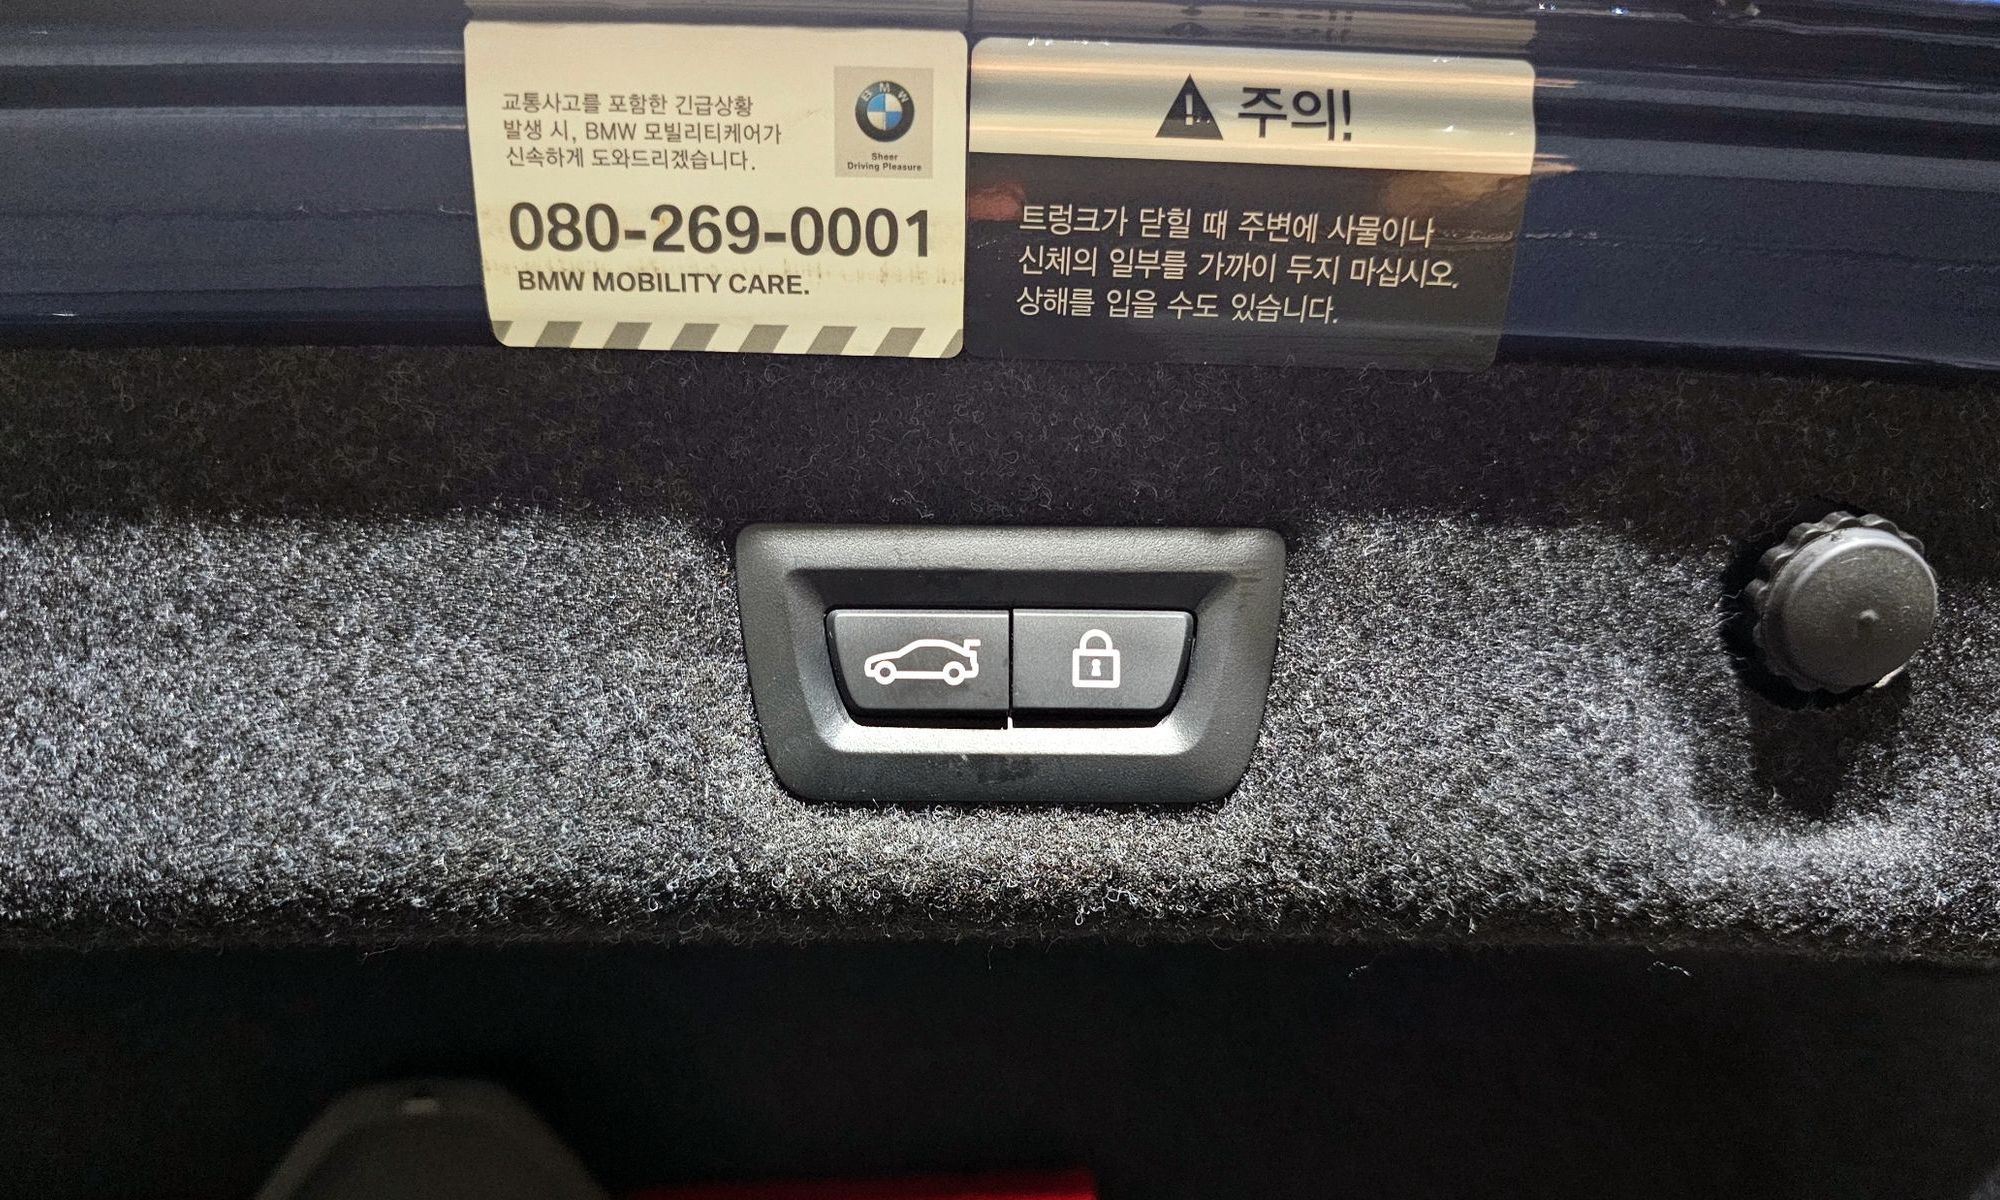 교통사고를 포함한 긴급상황
발생 시, BMW 모빌리티케어가
신속하게 도와드리겠습니다.
BMW
Sheer
Driving Pleasure
080-269-0001
BMW MOBILITY CARE.
주의!
트렁크가 닫힐 때 주변에 사물이나
신체의 일부를 가까이 두지 마십시오.
상해를 입을 수도 있습니다.